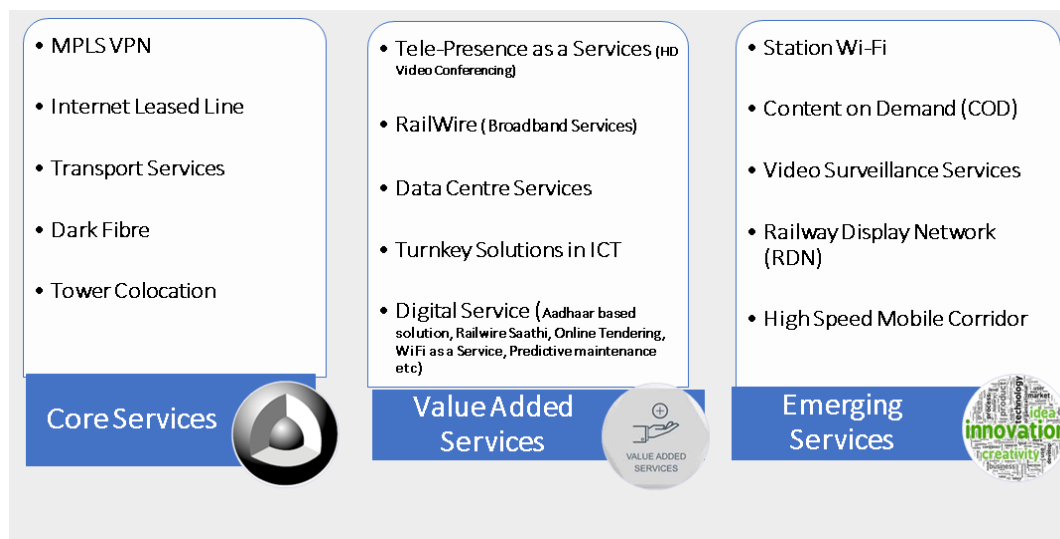 • MPLS VPN
• Internet Leased Line
• Transport Services
• Dark Fibre
• Tower Colocation
Core Services
• Tele-Presence as a Services (HD
Video Conferencing)
• RailWire (Broadband Services)
• Data Centre Services
• Turnkey Solutions in ICT
• Digital Service (Aadhaar based
solution, Railwire Saathi, Online Tendering,
WiFi as a Service, Predictive maintenance
etc)
Value Added
Services
VALUE ADDED
SERVICES
• Station Wi-Fi
• Content on Demand (COD)
• Video Surveillance Services
• Railway Display Network
(RDN)
• High Speed Mobile Corridor
Emerging
Services
market
product
technology
idea
innovation
creativity
business